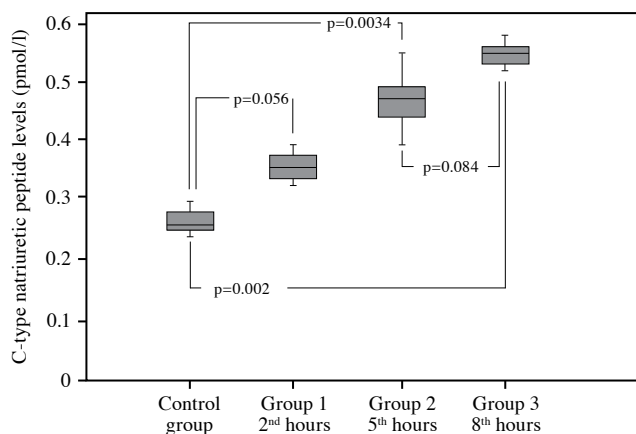 C-type natriuretic peptide levels (pmol/l)
0.6
0.5
0.4
0.3
0.2
0.1
0
p=0.0034
p=0.056
p=0.084
p=0.002
Control
group
Group 1
2nd hours
Group 2
5th hours
Group 3
8th hours